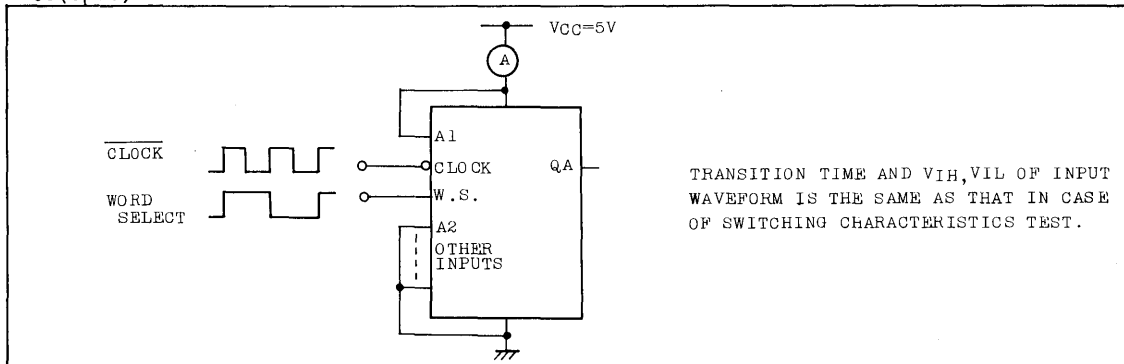 VCC=5V
A
A1
CLOCK
CLOCK
QA
WORD
SELECT
W.S.
A2
OTHER
INPUTS
TRANSITION TIME AND VIH,VIL OF INPUT
WAVEFORM IS THE SAME AS THAT IN CASE
OF SWITCHING CHARACTERISTICS TEST.